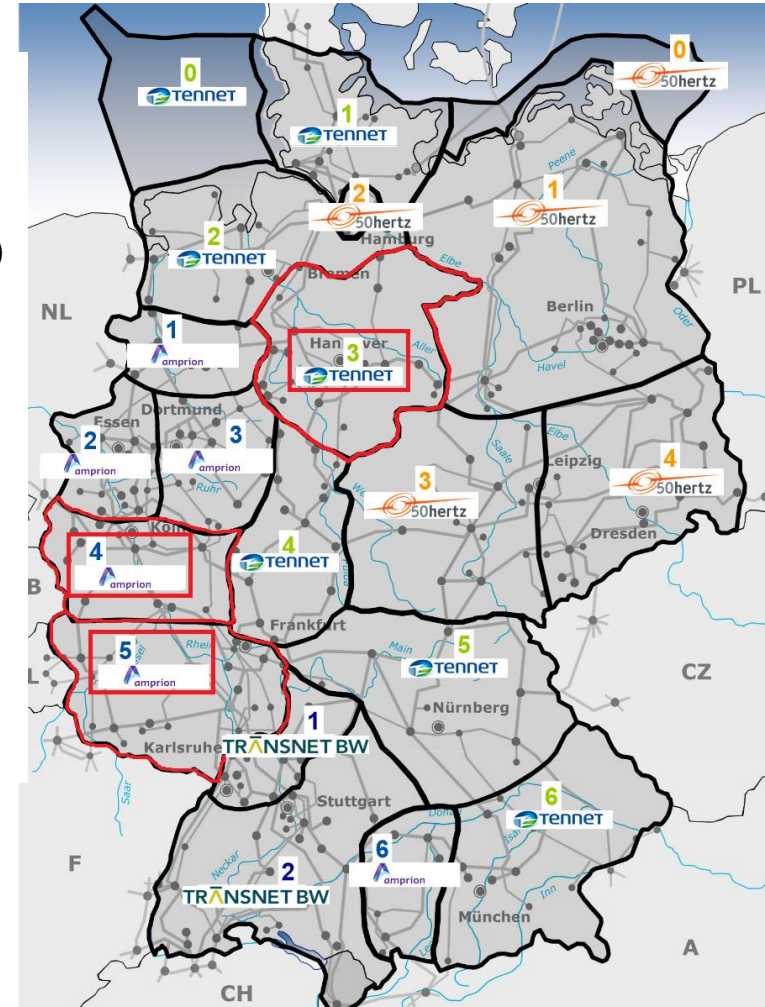 0
TenneT
0
50hertz
1
TenneT
2
50hertz
1
50hertz
Peene
2
TenneT
Hamburg
Elbe
Bremen
)
NL
PL
1
amprion
Berlin
Oder
Hannover
3
TenneT
Aller
Havel
Dortmund
Essen
2
amprion
3
amprion
Ruhr
Elbe
Saale
Leipzig
3
50hertz
4
50hertz
Dresden
Köln
4
amprion
4
TenneT
B
Frankfurt
Main
5
TenneT
Rhein
5
amprion
L
CZ
Nürnberg
1
TRANSNET BW
Karlsruhe
Saar
Stuttgart
6
TenneT
Isar
6
amprion
F
Neckar
2
TRANSNET BW
München
Inn
A
CH